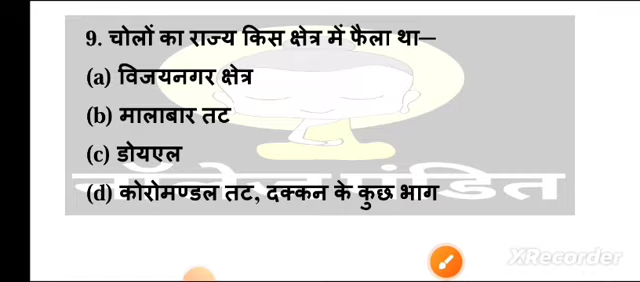 9. चोलों का राज्य किस क्षेत्र में फैला था—
(a) विजयनगर क्षेत्र
(b) मालाबार तट
(c) डोयएल
(d) कोरोमण्डल तट, दक्कन के कुछ भाग
नॉलेज पंडित
XRecorder